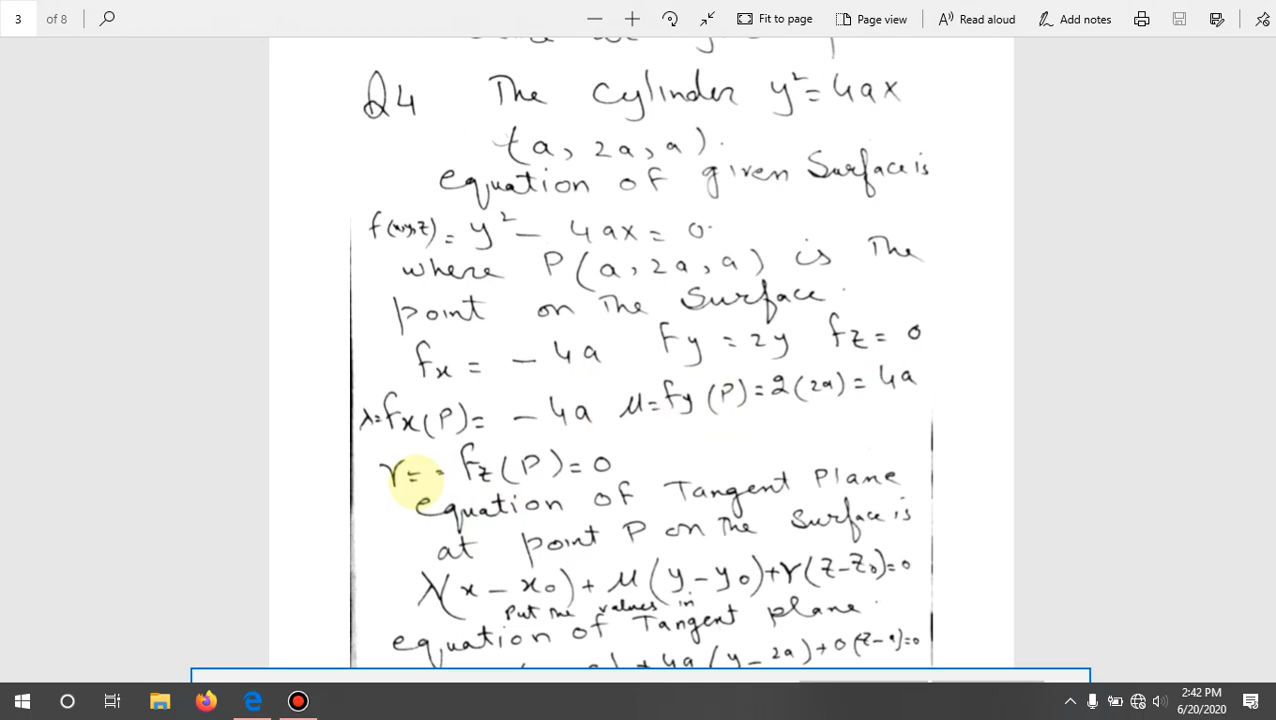 3 of 8 Fit to page Page view Read aloud Add notes
Q4 The cylinder y² = 4ax
(a, 2a, a).
equation of given Surface is
f(x,y,z) = y² - 4ax = 0.
where P(a, 2a, a) is The
point on The Surface.
fx = - 4a fy = 2y fz = 0
λ = fx(P) = - 4a μ = fy(P) = 2(2a) = 4a
γ = = fz(P) = 0
equation of Tangent Plane
at point P on The Surface is
λ(x - x0) + μ(y - y0) + γ(z - z0) = 0
Put the values in
equation of Tangent plane.
+ 4a(y - 2a) + 0(z - a) = 0
2:42 PM
6/20/2020